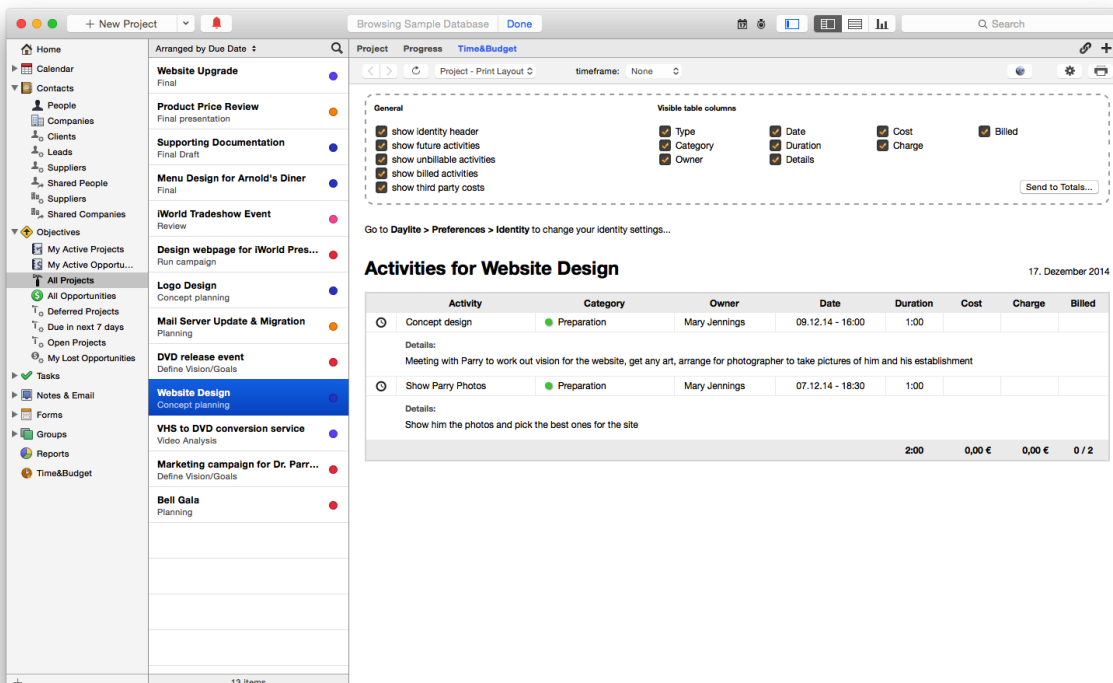 + New Project
Browsing Sample Database Done
Search
Home
Calendar
Contacts
People
Companies
Clients
Leads
Suppliers
Shared People
Suppliers
Shared Companies
Objectives
My Active Projects
My Active Opportu...
All Projects
All Opportunities
Deferred Projects
Due in next 7 days
Open Projects
My Lost Opportunities
Tasks
Notes & Email
Forms
Groups
Reports
Time&Budget
Arranged by Due Date
Website Upgrade
Final
Product Price Review
Final presentation
Supporting Documentation
Final Draft
Menu Design for Arnold's Diner
Final
iWorld Tradeshow Event
Review
Design webpage for iWorld Pres...
Run campaign
Logo Design
Concept planning
Mail Server Update & Migration
Planning
DVD release event
Define Vision/Goals
Website Design
Concept planning
VHS to DVD conversion service
Video Analysis
Marketing campaign for Dr. Parr...
Define Vision/Goals
Bell Gala
Planning
13 items
Project Progress Time&Budget
Project - Print Layout timeframe: None
General Visible table columns
show identity header Type Date Cost Billed
show future activities Category Duration Charge
show unbillable activities Owner Details
show billed activities
show third party costs Send to Totals...
Go to Daylite > Preferences > Identity to change your identity settings...
Activities for Website Design 17. Dezember 2014
Activity Category Owner Date Duration Cost Charge Billed
Concept design Preparation Mary Jennings 09.12.14 - 16:00 1:00
Details:
Meeting with Parry to work out vision for the website, get any art, arrange for photographer to take pictures of him and his establishment
Show Parry Photos Preparation Mary Jennings 07.12.14 - 18:30 1:00
Details:
Show him the photos and pick the best ones for the site
2:00 0,00 € 0,00 € 0 / 2